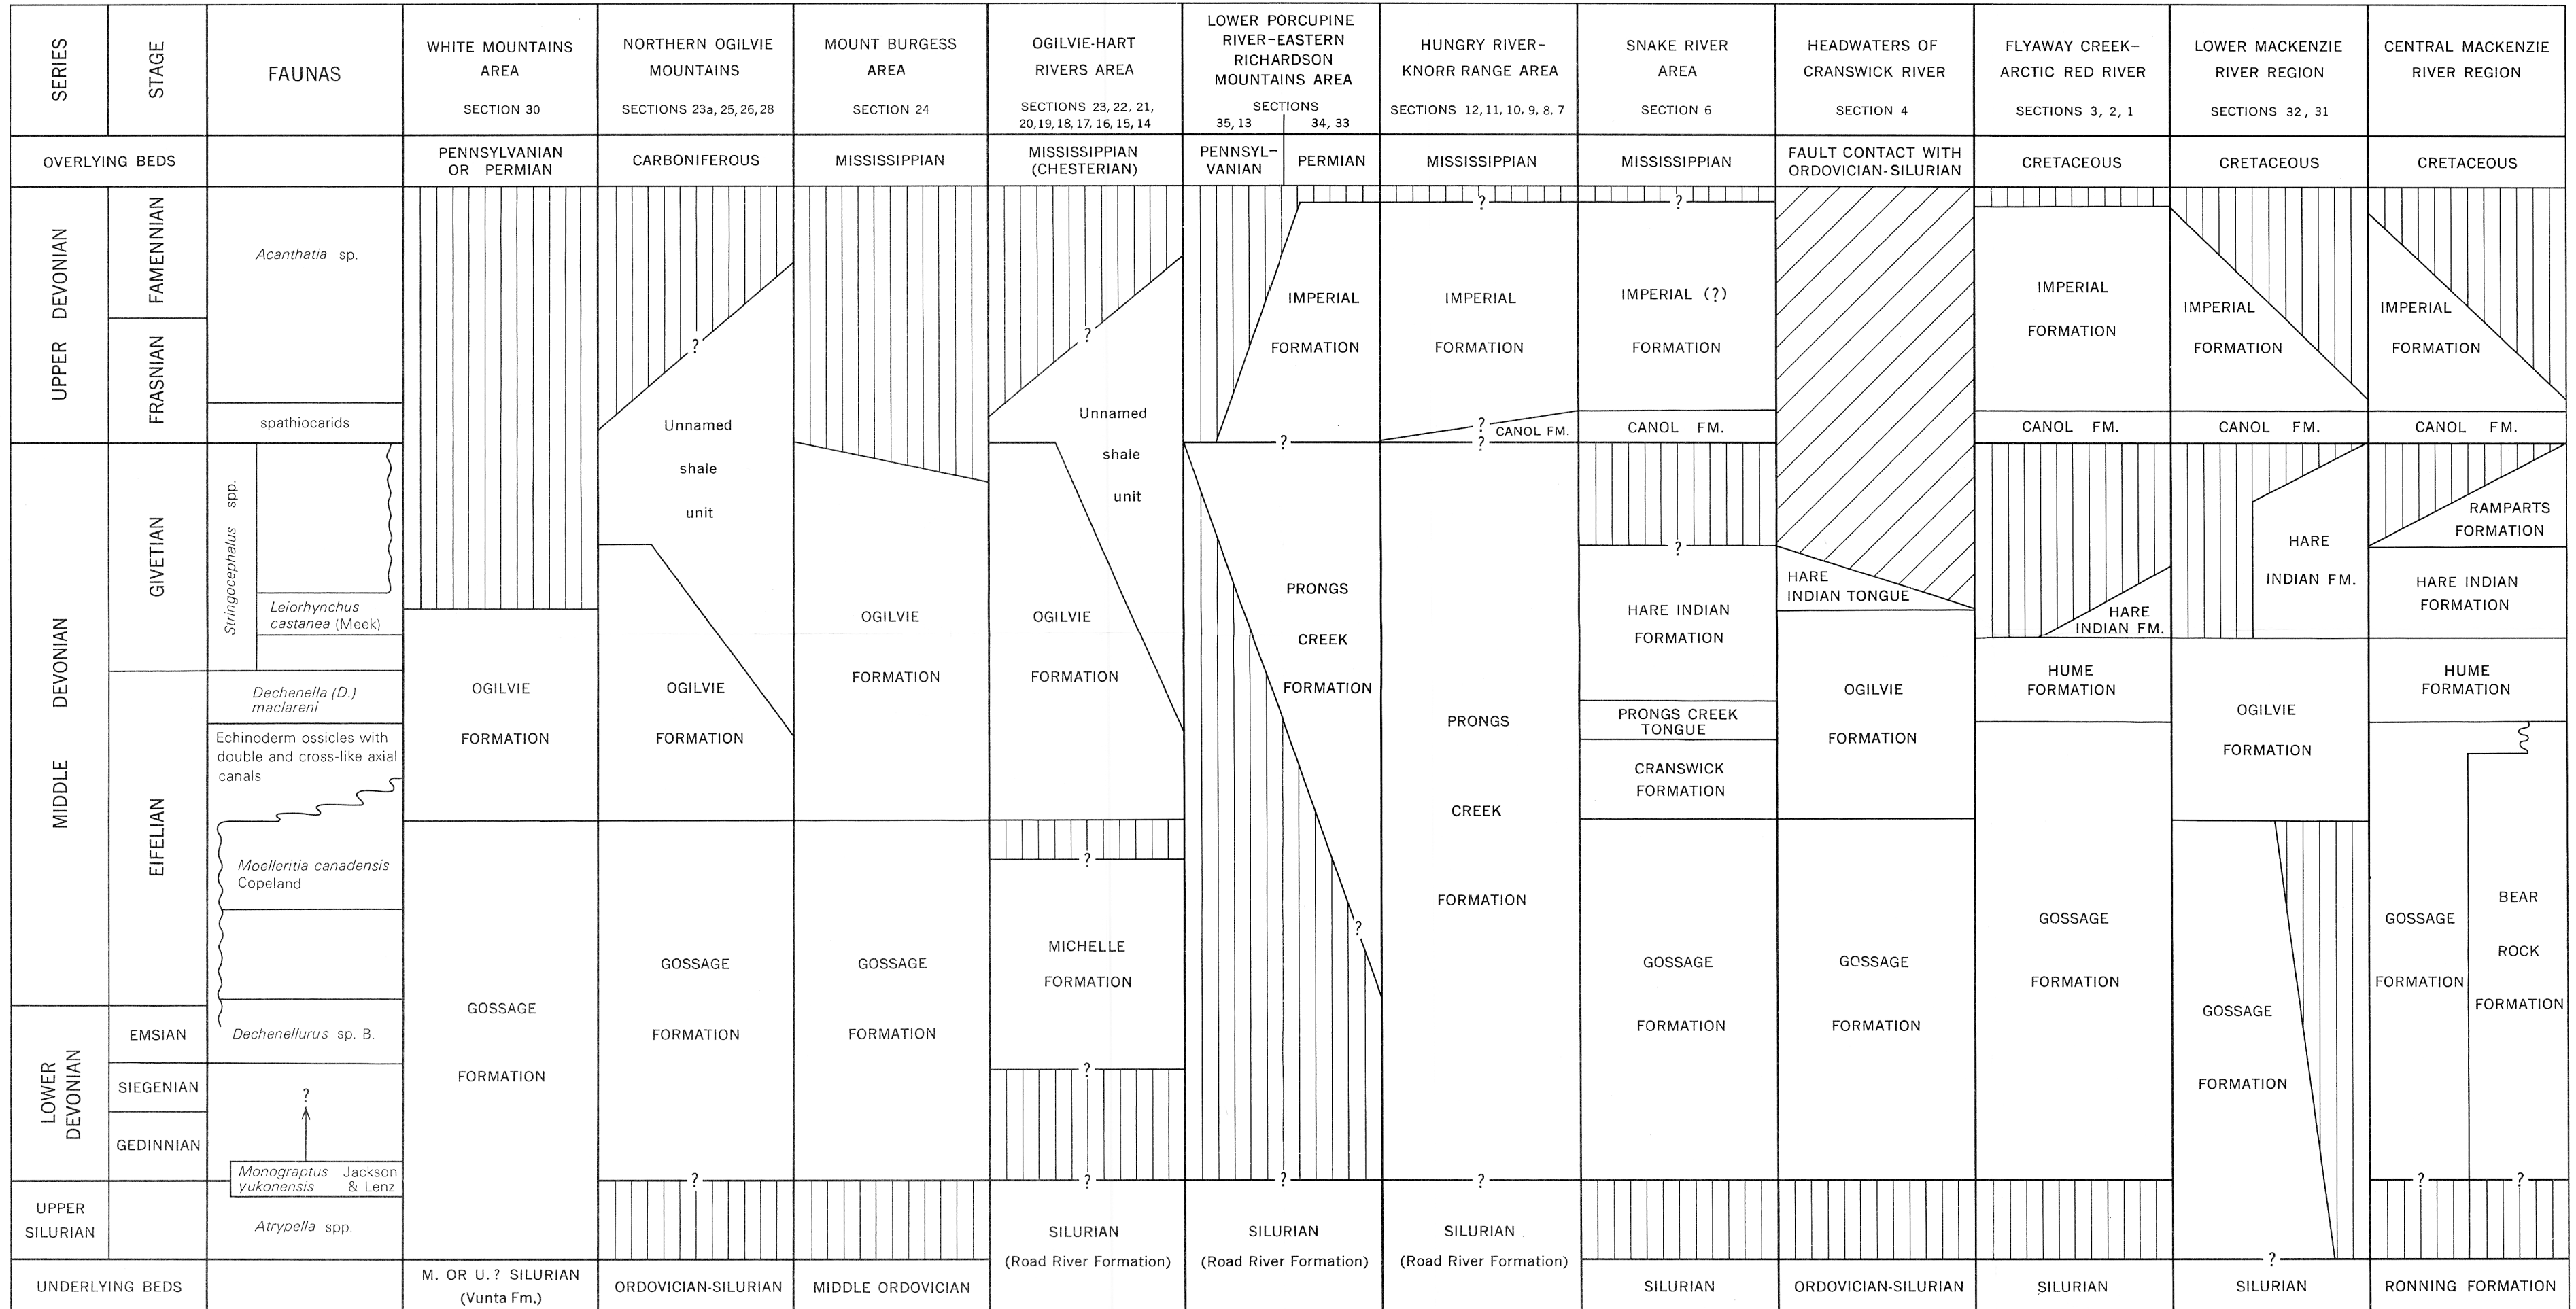 SERIES
STAGE
FAUNAS
WHITE MOUNTAINS
AREA
SECTION 30
NORTHERN OGILVIE
MOUNTAINS
SECTIONS 23a, 25, 26, 28
MOUNT BURGESS
AREA
SECTION 24
OGILVIE-HART
RIVERS AREA
SECTIONS 23, 22, 21,
20, 19, 18, 17, 16, 15, 14
LOWER PORCUPINE
RIVER-EASTERN
RICHARDSON
MOUNTAINS AREA
SECTIONS
35, 13
34, 33
HUNGRY RIVER-
KNORR RANGE AREA
SECTIONS 12, 11, 10, 9, 8, 7
SNAKE RIVER
AREA
SECTION 6
HEADWATERS OF
CRANSWICK RIVER
SECTION 4
FLYAWAY CREEK-
ARCTIC RED RIVER
SECTIONS 3, 2, 1
LOWER MACKENZIE
RIVER REGION
SECTIONS 32, 31
CENTRAL MACKENZIE
RIVER REGION
OVERLYING BEDS
PENNSYLVANIAN
OR PERMIAN
CARBONIFEROUS
MISSISSIPPIAN
MISSISSIPPIAN
(CHESTERIAN)
PENNSYL-
VANIAN
PERMIAN
MISSISSIPPIAN
MISSISSIPPIAN
FAULT CONTACT WITH
ORDOVICIAN-SILURIAN
CRETACEOUS
CRETACEOUS
CRETACEOUS
UPPER DEVONIAN
FAMENNIAN
FRASNIAN
MIDDLE DEVONIAN
GIVETIAN
EIFELIAN
LOWER
DEVONIAN
EMSIAN
SIEGENIAN
GEDINNIAN
UPPER
SILURIAN
Acanthatia sp.
spathiocarids
Stringocephalus spp.
Leiorhynchus
castanea (Meek)
Dechenella (D.)
maclareni
Echinoderm ossicles with
double and cross-like axial
canals
Moelleritia canadensis
Copeland
Dechenellurus sp. B.
?
Monograptus Jackson
yukonensis & Lenz
Atrypella spp.
OGILVIE
FORMATION
GOSSAGE
FORMATION
?
Unnamed
shale
unit
OGILVIE
FORMATION
GOSSAGE
FORMATION
?
OGILVIE
FORMATION
GOSSAGE
FORMATION
?
Unnamed
shale
unit
OGILVIE
FORMATION
?
MICHELLE
FORMATION
?
?
SILURIAN
(Road River Formation)
IMPERIAL
FORMATION
?
PRONGS
CREEK
FORMATION
?
?
SILURIAN
(Road River Formation)
?
IMPERIAL
FORMATION
?
CANOL FM.
?
PRONGS
CREEK
FORMATION
?
SILURIAN
(Road River Formation)
?
IMPERIAL (?)
FORMATION
CANOL FM.
?
HARE INDIAN
FORMATION
PRONGS CREEK
TONGUE
CRANSWICK
FORMATION
GOSSAGE
FORMATION
HARE
INDIAN TONGUE
OGILVIE
FORMATION
GOSSAGE
FORMATION
IMPERIAL
FORMATION
CANOL FM.
HARE
INDIAN FM.
HUME
FORMATION
GOSSAGE
FORMATION
IMPERIAL
FORMATION
CANOL FM.
HARE
INDIAN FM.
OGILVIE
FORMATION
GOSSAGE
FORMATION
?
IMPERIAL
FORMATION
CANOL FM.
RAMPARTS
FORMATION
HARE INDIAN
FORMATION
HUME
FORMATION
GOSSAGE
FORMATION
BEAR
ROCK
FORMATION
?
?
UNDERLYING BEDS
M. OR U.? SILURIAN
(Vunta Fm.)
ORDOVICIAN-SILURIAN
MIDDLE ORDOVICIAN
SILURIAN
ORDOVICIAN-SILURIAN
SILURIAN
SILURIAN
RONNING FORMATION